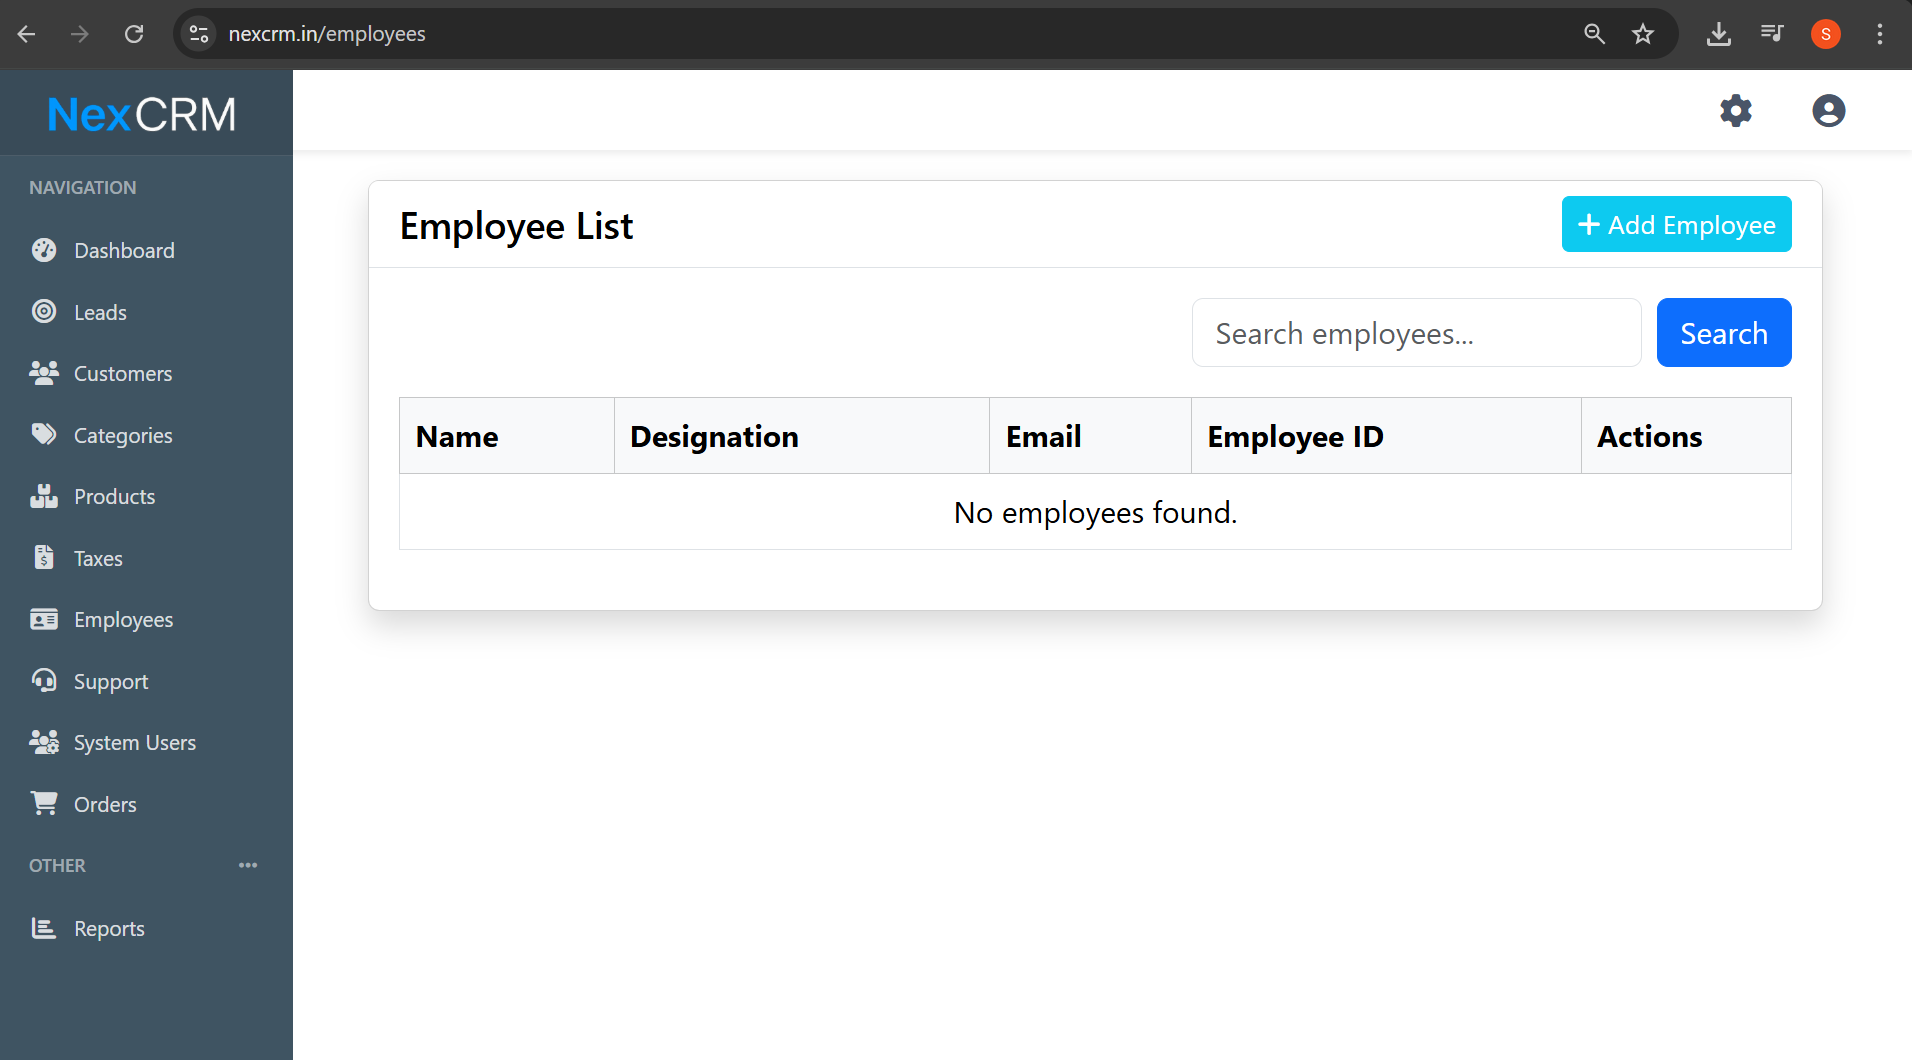 nexcrm.in/employees
S
NexCRM
NAVIGATION
Dashboard
Leads
Customers
Categories
Products
Taxes
Employees
Support
System Users
Orders
OTHER
Reports
Employee List
Add Employee
Search employees...
Search
Name Designation Email Employee ID Actions
No employees found.